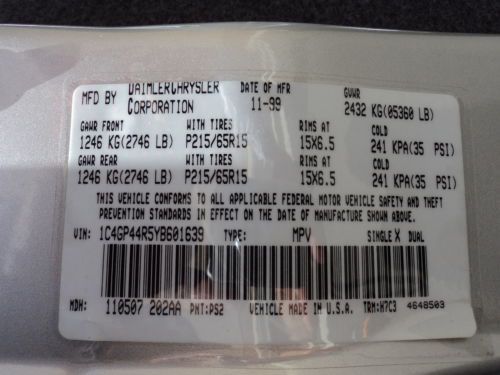 MFD BY DAIMLERCHRYSLER CORPORATION DATE OF MFR 11-99 GVWR 2432 KG(05360 LB)
GAWR FRONT WITH TIRES RIMS AT COLD
1246 KG(2746 LB) P215/65R15 15X6.5 241 KPA(35 PSI)
GAWR REAR WITH TIRES RIMS AT COLD
1246 KG(2746 LB) P215/65R15 15X6.5 241 KPA(35 PSI)
THIS VEHICLE CONFORMS TO ALL APPLICABLE FEDERAL MOTOR VEHICLE SAFETY AND THEFT
PREVENTION STANDARDS IN EFFECT ON THE DATE OF MANUFACTURE SHOWN ABOVE.
VIN: 1C4GP44R5YB601639 TYPE: MPV SINGLE X DUAL
MDH: 110507 202AA PNT:PS2 VEHICLE MADE IN U.S.A. TRM:H7C3 4648503